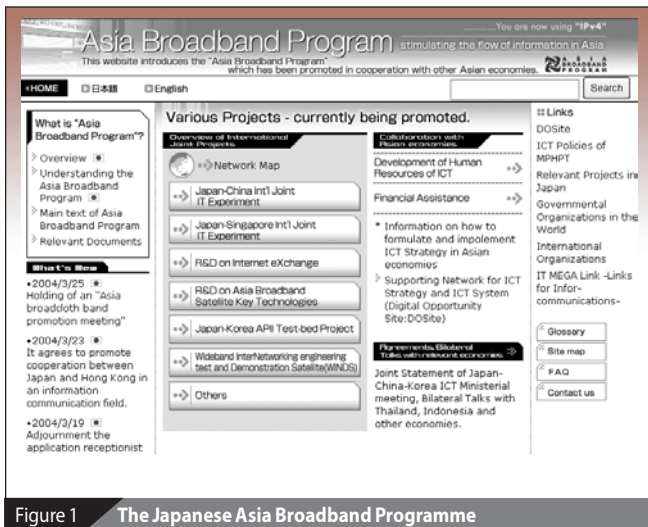 ...........You are now using "IPv4"
Asia Broadband Program stimulating the flow of information in Asia
This website introduces the "Asia Broadband Program"
which has been promoted in cooperation with other Asian economies.
ASIA
BROADBAND
PROGRAM
HOME
日本語
English
Search
What is "Asia
Broadband Program"?
Overview
Understanding the
Asia Broadband
Program
Main text of Asia
Broadband Program
Relevant Documents
What's New
•2004/3/25
Holding of an "Asia
broaddloth band
promotion meeting"
•2004/3/23
It agrees to promote
cooperation between
Japan and Hong Kong in
an information
communication field.
•2004/3/19
Adjournment the
application receptionist
Various Projects - currently being promoted.
Overview of International
Joint Projects
Network Map
Japan-China Int'l Joint
IT Experiment
Japan-Singapore Int'l Joint
IT Experiment
R&D on Internet eXchange
R&D on Asia Broadband
Satellite Key Technologies
Japan-Korea APII Test-bed Project
Wideband InterNetworking engineering
test and Demonstration Satellite(WINDS)
Others
Collaboration with
Asian economies
Development of Human
Resources of ICT
Financial Assistance
* Information on how to
formulate and impolement
ICT Strategy in Asian
economies
Supporting Network for ICT
Strategy and ICT System
(Digital Opportunity
Site:DOSite)
Agreements, Bilateral
Talks with relevant economies
Joint Statement of Japan-
China-Korea ICT Ministerial
meeting, Bilateral Talks with
Thailand, Indonesia and
other economies.
Links
DOSite
ICT Policies of
MPHPT
Relevant Projects in
Japan
Governmental
Organizations in the
World
International
Organizations
IT MEGA Link -Links
for Infor-
communications-
Glossary
Site map
FAQ
Contact us
Figure 1 The Japanese Asia Broadband Programme